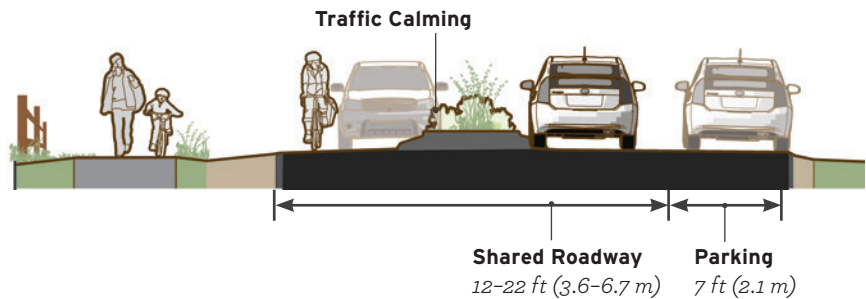 Traffic Calming
Shared Roadway
12–22 ft (3.6–6.7 m)
Parking
7 ft (2.1 m)